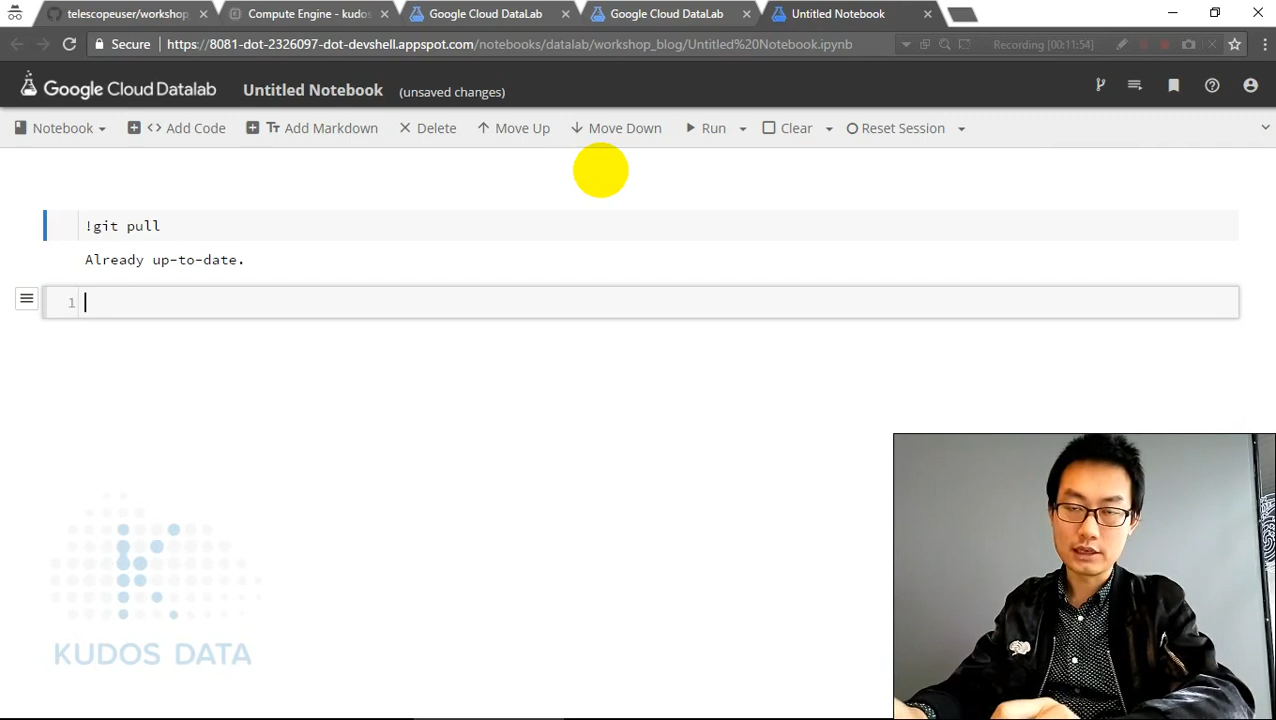 telescopeuser/workshop
Compute Engine - kudos
Google Cloud DataLab
Google Cloud DataL
Untitled Notebook
Secure https://8081-dot-2326097-dot-devshell.appspot.com/notebooks/datalab/workshop_blog/Untitled%20Notebook.ipynb
Recording [00:11:54]
Google Cloud Datalab Untitled Notebook (unsaved changes)
Notebook <> Add Code Tт Add Markdown Delete Move Up Move Down Run Clear Reset Session
!git pull
Already up-to-date.
1
KUDOS DATA